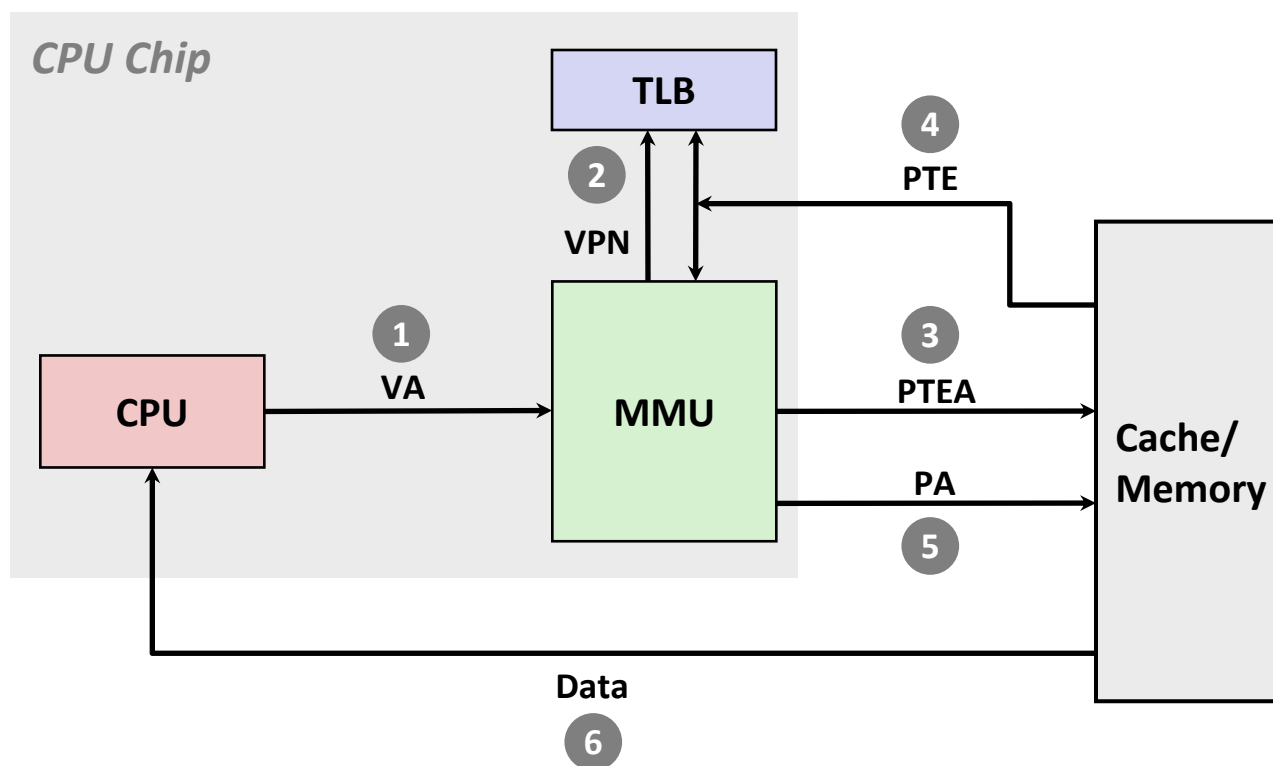 CPU Chip
TLB
4
PTE
2
VPN
1
VA
3
PTEA
CPU
MMU
Cache/
Memory
PA
5
Data
6